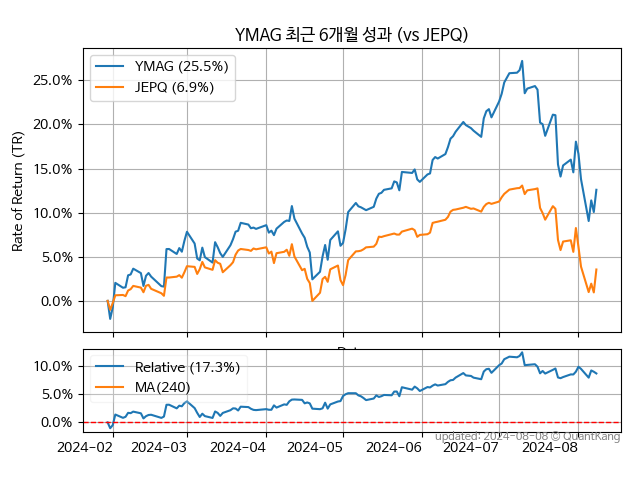 YMAG 최근 6개월 성과 (vs JEPQ)
YMAG (25.5%)
JEPQ (6.9%)
Rate of Return (TR)
25.0%
20.0%
15.0%
10.0%
5.0%
0.0%
Relative (17.3%)
MA(240)
10.0%
5.0%
0.0%
updated: 2024-08-08 © QuantKang
2024-02
2024-03
2024-04
2024-05
2024-06
2024-07
2024-08